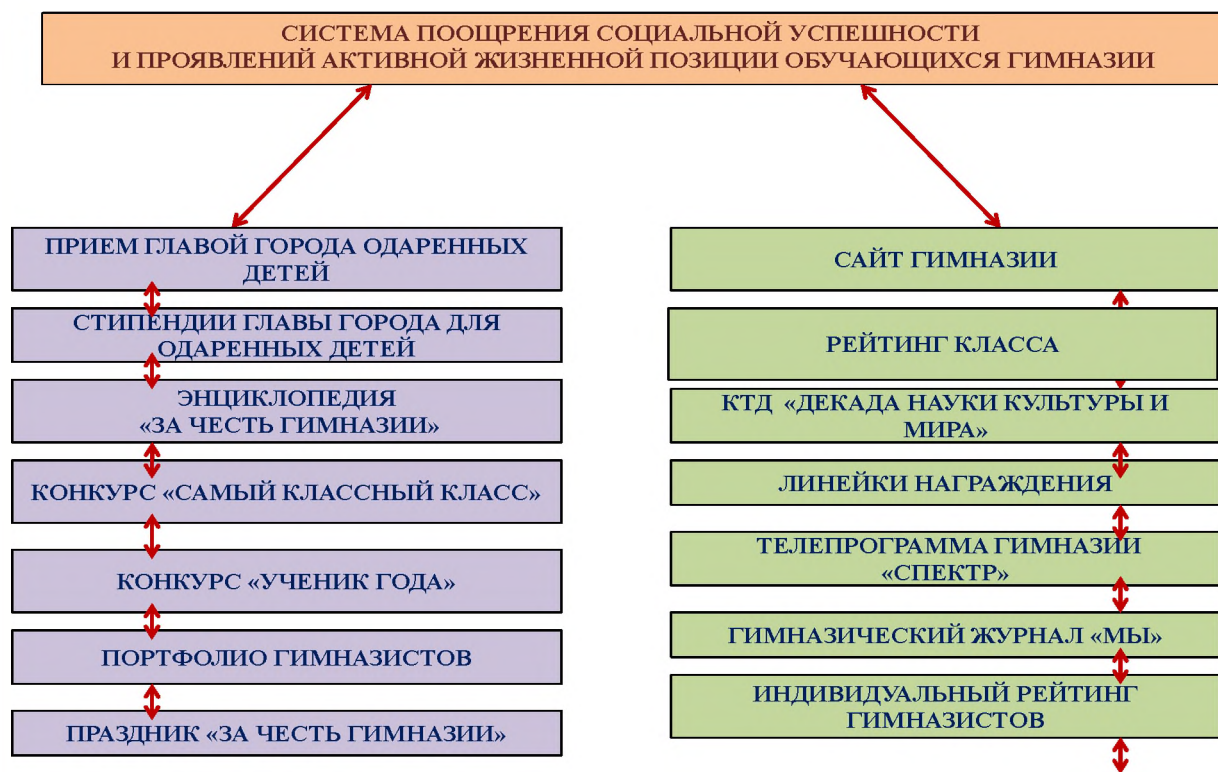 СИСТЕМА ПООЩРЕНИЯ СОЦИАЛЬНОЙ УСПЕШНОСТИ
И ПРОЯВЛЕНИЙ АКТИВНОЙ ЖИЗНЕННОЙ ПОЗИЦИИ ОБУЧАЮЩИХСЯ ГИМНАЗИИ
ПРИЕМ ГЛАВОЙ ГОРОДА ОДАРЕННЫХ
ДЕТЕЙ
СТИПЕНДИИ ГЛАВЫ ГОРОДА ДЛЯ
ОДАРЕННЫХ ДЕТЕЙ
ЭНЦИКЛОПЕДИЯ
«ЗА ЧЕСТЬ ГИМНАЗИИ»
КОНКУРС «САМЫЙ КЛАССНЫЙ КЛАСС»
КОНКУРС «УЧЕНИК ГОДА»
ПОРТФОЛИО ГИМНАЗИСТОВ
ПРАЗДНИК «ЗА ЧЕСТЬ ГИМНАЗИИ»
САЙТ ГИМНАЗИИ
РЕЙТИНГ КЛАССА
КТД «ДЕКАДА НАУКИ КУЛЬТУРЫ И
МИРА»
ЛИНЕЙКИ НАГРАЖДЕНИЯ
ТЕЛЕПРОГРАММА ГИМНАЗИИ
«СПЕКТР»
ГИМНАЗИЧЕСКИЙ ЖУРНАЛ «МЫ»
ИНДИВИДУАЛЬНЫЙ РЕЙТИНГ
ГИМНАЗИСТОВ